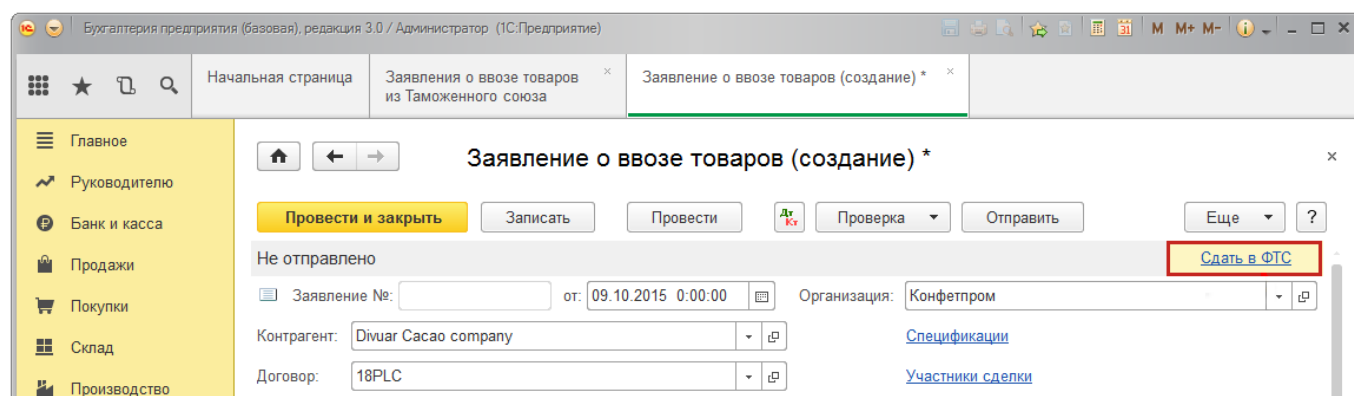 Бухгалтерия предприятия (базовая), редакция 3.0 / Администратор (1С:Предприятие)
31 M M+ M-
Начальная страница
Заявления о ввозе товаров
из Таможенного союза
Заявление о ввозе товаров (создание) *
Главное
Руководителю
Банк и касса
Продажи
Покупки
Склад
Производство
Заявление о ввозе товаров (создание) *
Провести и закрыть Записать Провести Дт Кт Проверка Отправить Еще ?
Не отправлено Сдать в ФТС
Заявление №: от: 09.10.2015 0:00:00 Организация: Конфетпром
Контрагент: Divuar Cacao company Спецификации
Договор: 18PLC Участники сделки